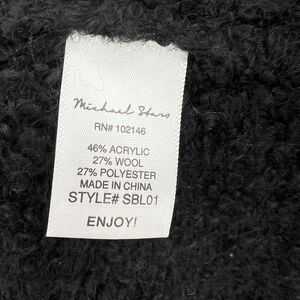 Michael Stars
RN# 102146
46% ACRYLIC
27% WOOL
27% POLYESTER
MADE IN CHINA
STYLE# SBL01
ENJOY!